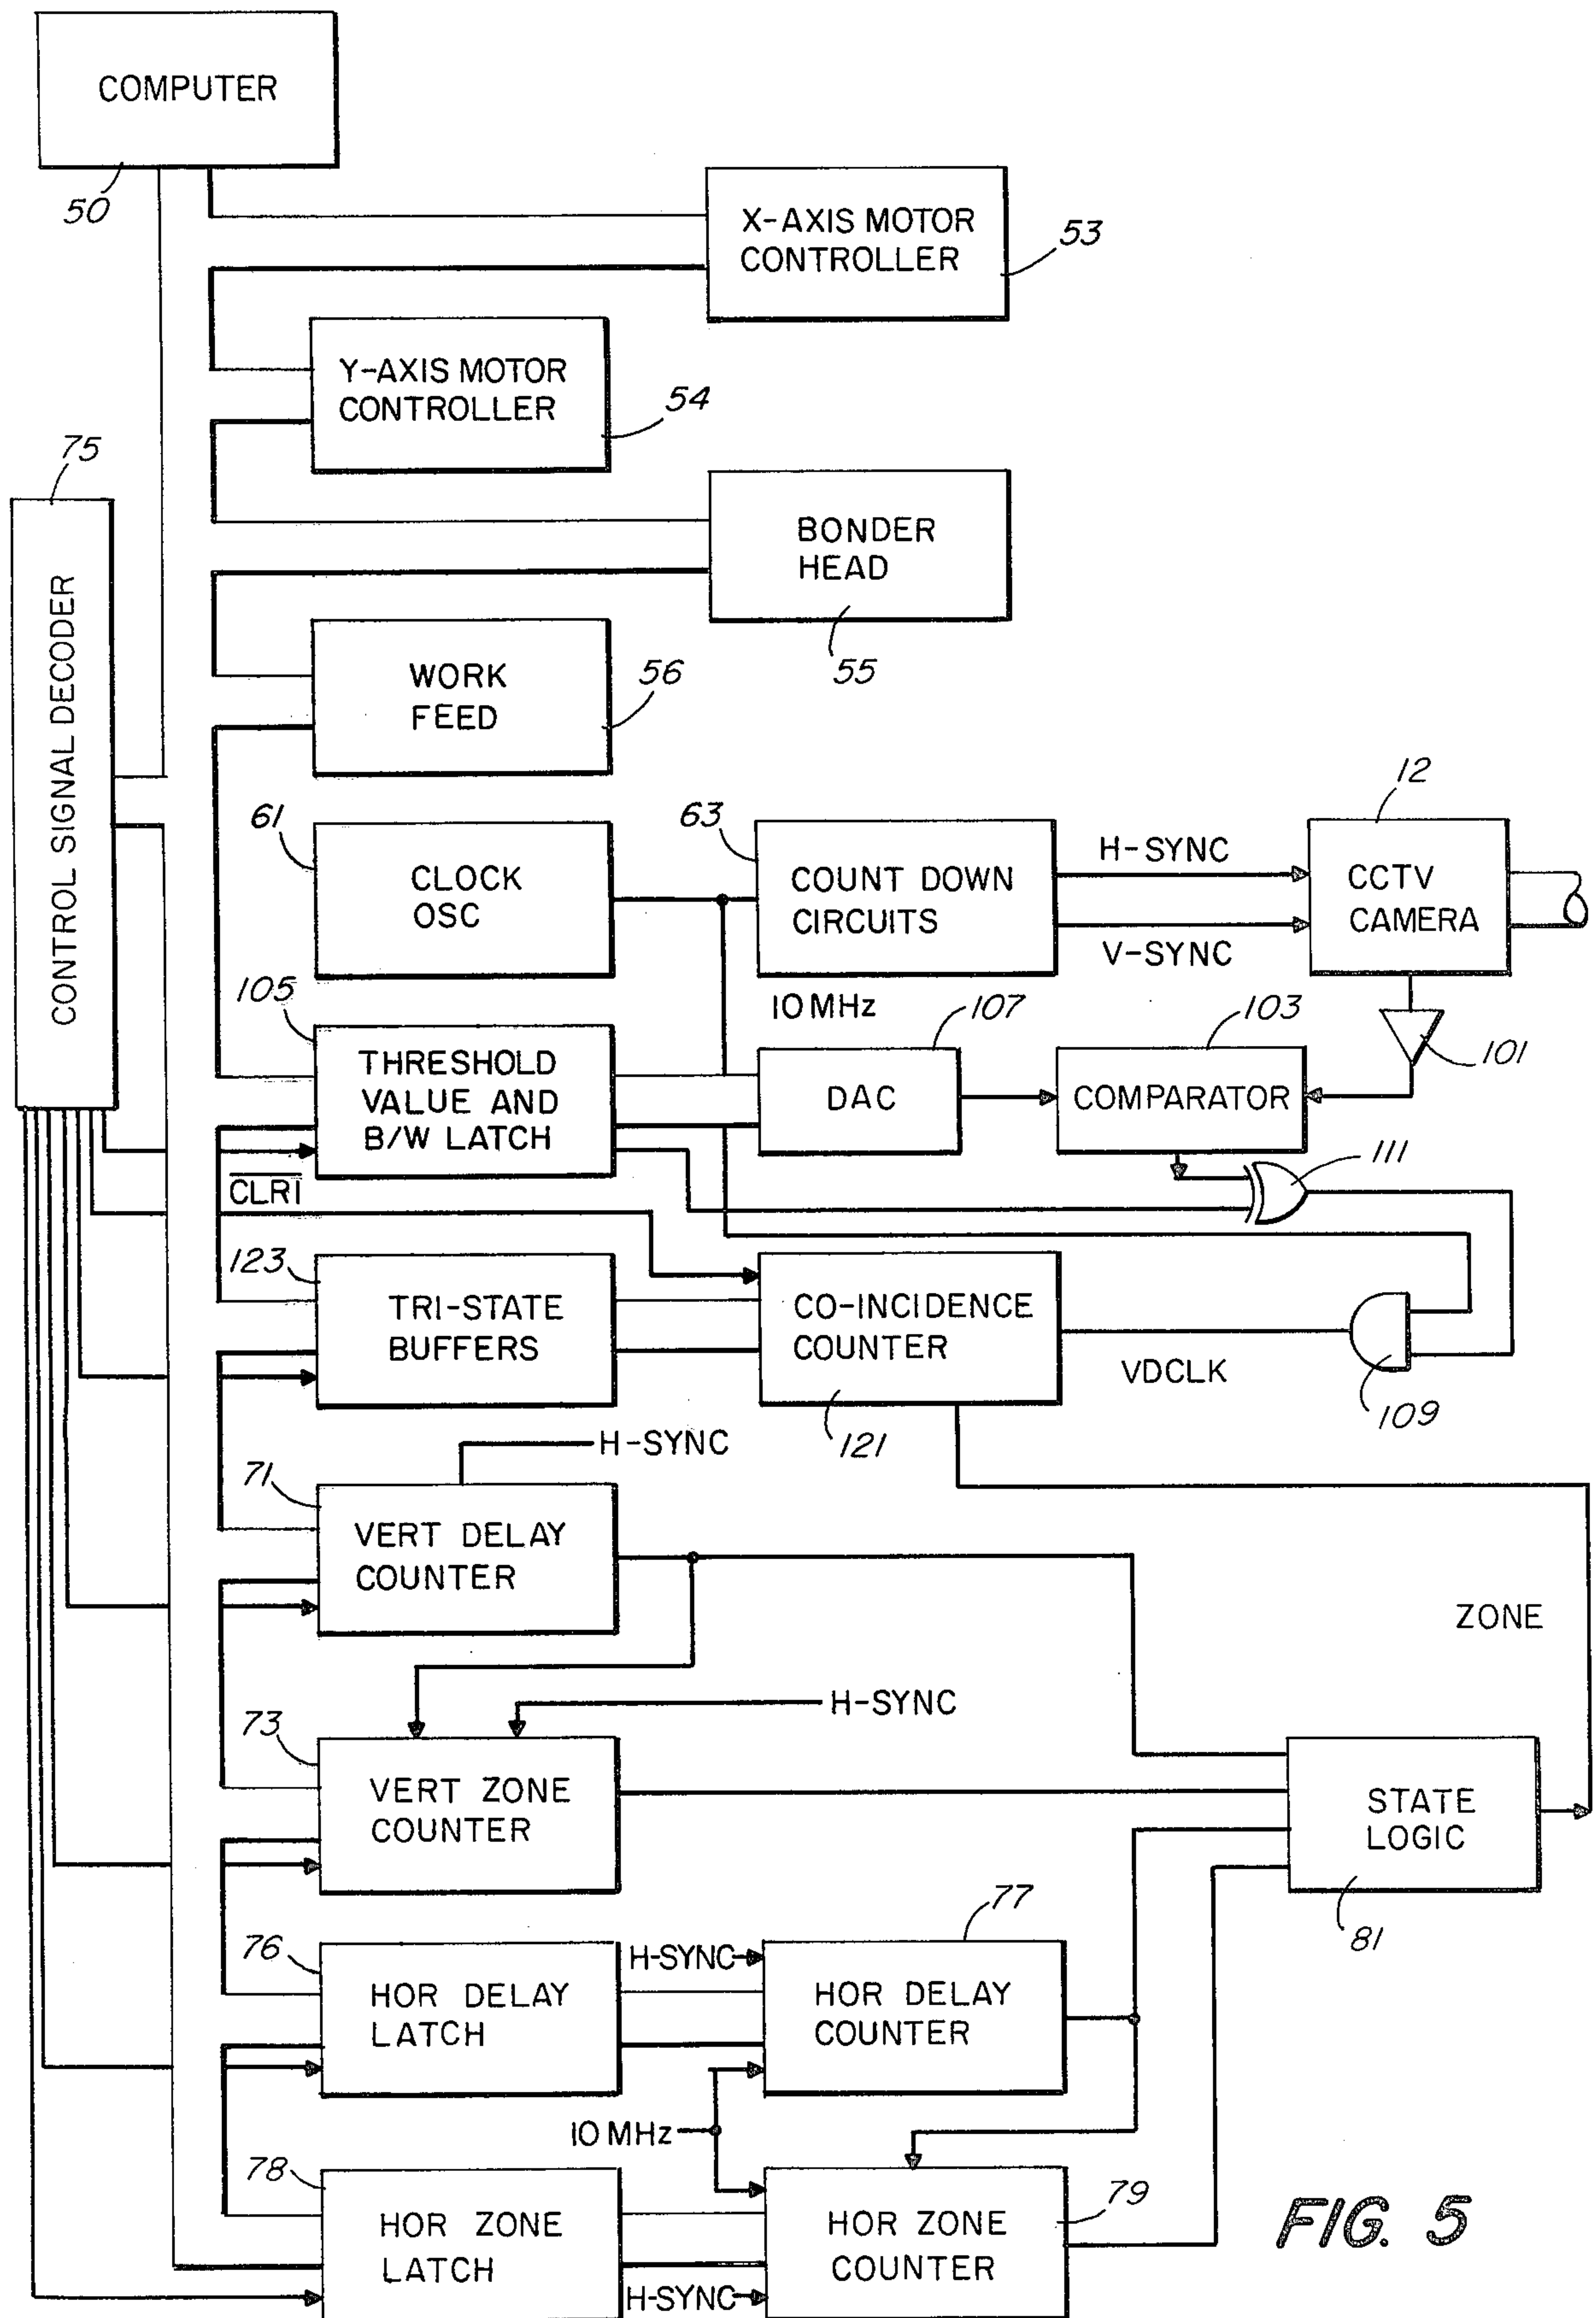 COMPUTER
50
X-AXIS MOTOR
CONTROLLER
53
Y-AXIS MOTOR
CONTROLLER
54
75
CONTROL SIGNAL DECODER
BONDER
HEAD
55
WORK
FEED
56
61
CLOCK
OSC
63
COUNT DOWN
CIRCUITS
H-SYNC
V-SYNC
12
CCTV
CAMERA
10 MHz
105
THRESHOLD
VALUE AND
B/W LATCH
107
DAC
103
COMPARATOR
101
111
CLR1
123
TRI-STATE
BUFFERS
CO-INCIDENCE
COUNTER
121
VDCLK
109
H-SYNC
71
VERT DELAY
COUNTER
ZONE
H-SYNC
73
VERT ZONE
COUNTER
STATE
LOGIC
81
76
HOR DELAY
LATCH
H-SYNC
77
HOR DELAY
COUNTER
10 MHz
78
HOR ZONE
LATCH
H-SYNC
79
HOR ZONE
COUNTER
FIG. 5